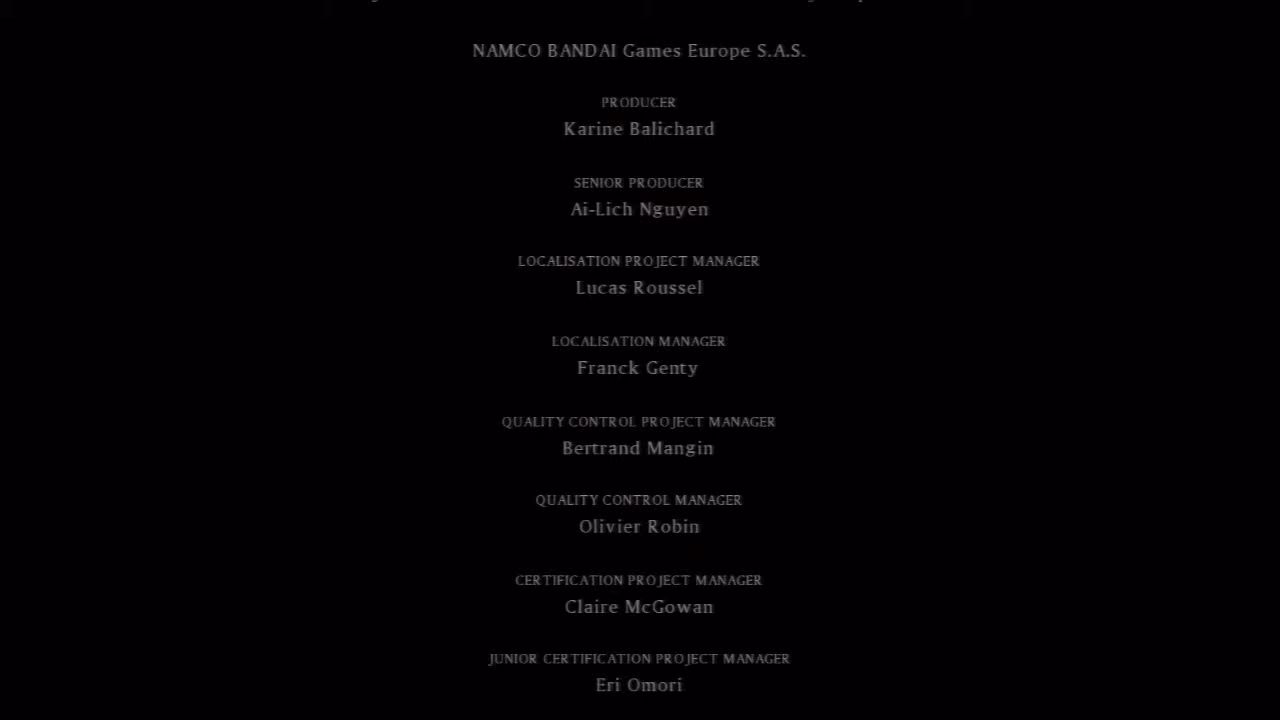 NAMCO BANDAI Games Europe S.A.S.
PRODUCER
Karine Balichard
SENIOR PRODUCER
Ai-Lich Nguyen
LOCALISATION PROJECT MANAGER
Lucas Roussel
LOCALISATION MANAGER
Franck Genty
QUALITY CONTROL PROJECT MANAGER
Bertrand Mangin
QUALITY CONTROL MANAGER
Olivier Robin
CERTIFICATION PROJECT MANAGER
Claire McGowan
JUNIOR CERTIFICATION PROJECT MANAGER
Eri Omori